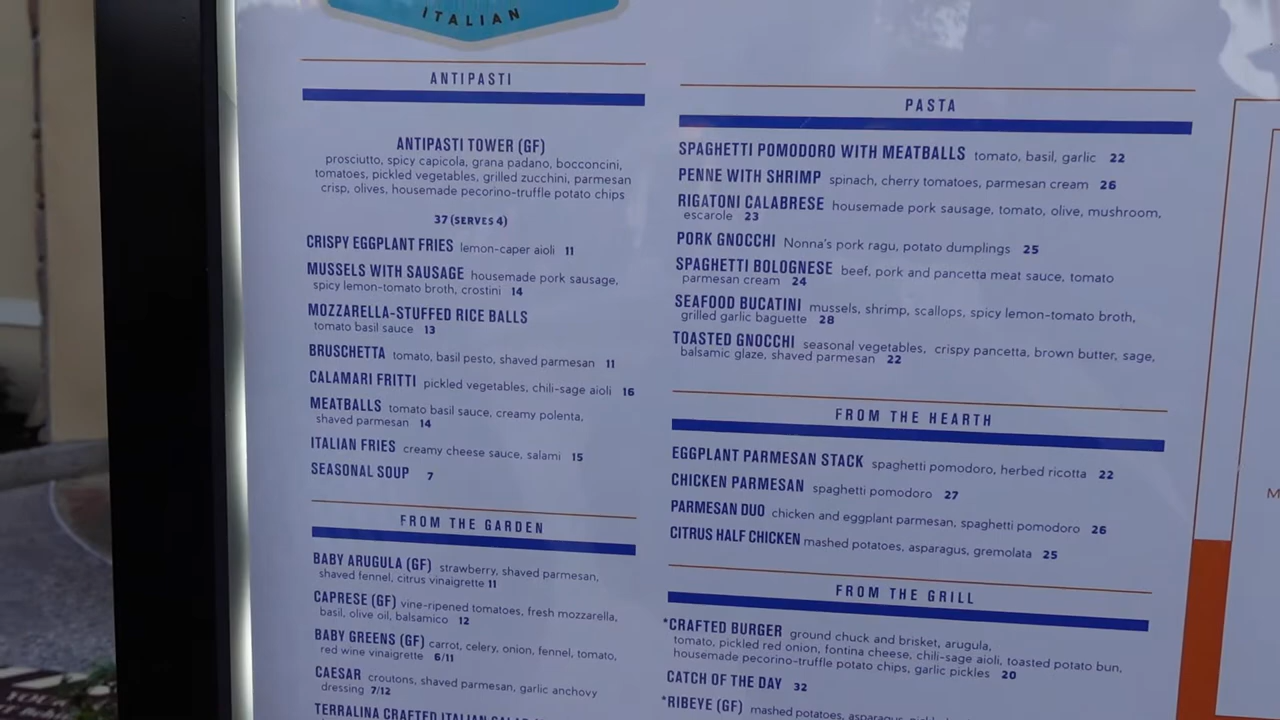 ITALIAN
ANTIPASTI
ANTIPASTI TOWER (GF)
prosciutto, spicy capicola, grana padano, bocconcini,
tomatoes, pickled vegetables, grilled zucchini, parmesan
crisp, olives, housemade pecorino-truffle potato chips
37 (SERVES 4)
CRISPY EGGPLANT FRIES lemon-caper aioli 11
MUSSELS WITH SAUSAGE housemade pork sausage,
spicy lemon-tomato broth, crostini 14
MOZZARELLA-STUFFED RICE BALLS
tomato basil sauce 13
BRUSCHETTA tomato, basil pesto, shaved parmesan 11
CALAMARI FRITTI pickled vegetables, chili-sage aioli 16
MEATBALLS tomato basil sauce, creamy polenta,
shaved parmesan 14
ITALIAN FRIES creamy cheese sauce, salami 15
SEASONAL SOUP 7
FROM THE GARDEN
BABY ARUGULA (GF) strawberry, shaved parmesan,
shaved fennel, citrus vinaigrette 11
CAPRESE (GF) vine-ripened tomatoes, fresh mozzarella,
basil, olive oil, balsamico 12
BABY GREENS (GF) carrot, celery, onion, fennel, tomato,
red wine vinaigrette 6/11
CAESAR croutons, shaved parmesan, garlic anchovy
dressing 7/12
TERRALINA CRAFTED ITALIAN
PASTA
SPAGHETTI POMODORO WITH MEATBALLS tomato, basil, garlic 22
PENNE WITH SHRIMP spinach, cherry tomatoes, parmesan cream 26
RIGATONI CALABRESE housemade pork sausage, tomato, olive, mushroom,
escarole 23
PORK GNOCCHI Nonna's pork ragu, potato dumplings 25
SPAGHETTI BOLOGNESE beef, pork and pancetta meat sauce, tomato
parmesan cream 24
SEAFOOD BUCATINI mussels, shrimp, scallops, spicy lemon-tomato broth,
grilled garlic baguette 28
TOASTED GNOCCHI seasonal vegetables, crispy pancetta, brown butter, sage,
balsamic glaze, shaved parmesan 22
FROM THE HEARTH
EGGPLANT PARMESAN STACK spaghetti pomodoro, herbed ricotta 22
CHICKEN PARMESAN spaghetti pomodoro 27
PARMESAN DUO chicken and eggplant parmesan, spaghetti pomodoro 26
CITRUS HALF CHICKEN mashed potatoes, asparagus, gremolata 25
FROM THE GRILL
*CRAFTED BURGER ground chuck and brisket, arugula,
tomato, pickled red onion, fontina cheese, chili-sage aioli, toasted potato bun,
housemade pecorino-truffle potato chips, garlic pickles 20
CATCH OF THE DAY 32
*RIBEYE (GF) mashed potatoes, asparagus,